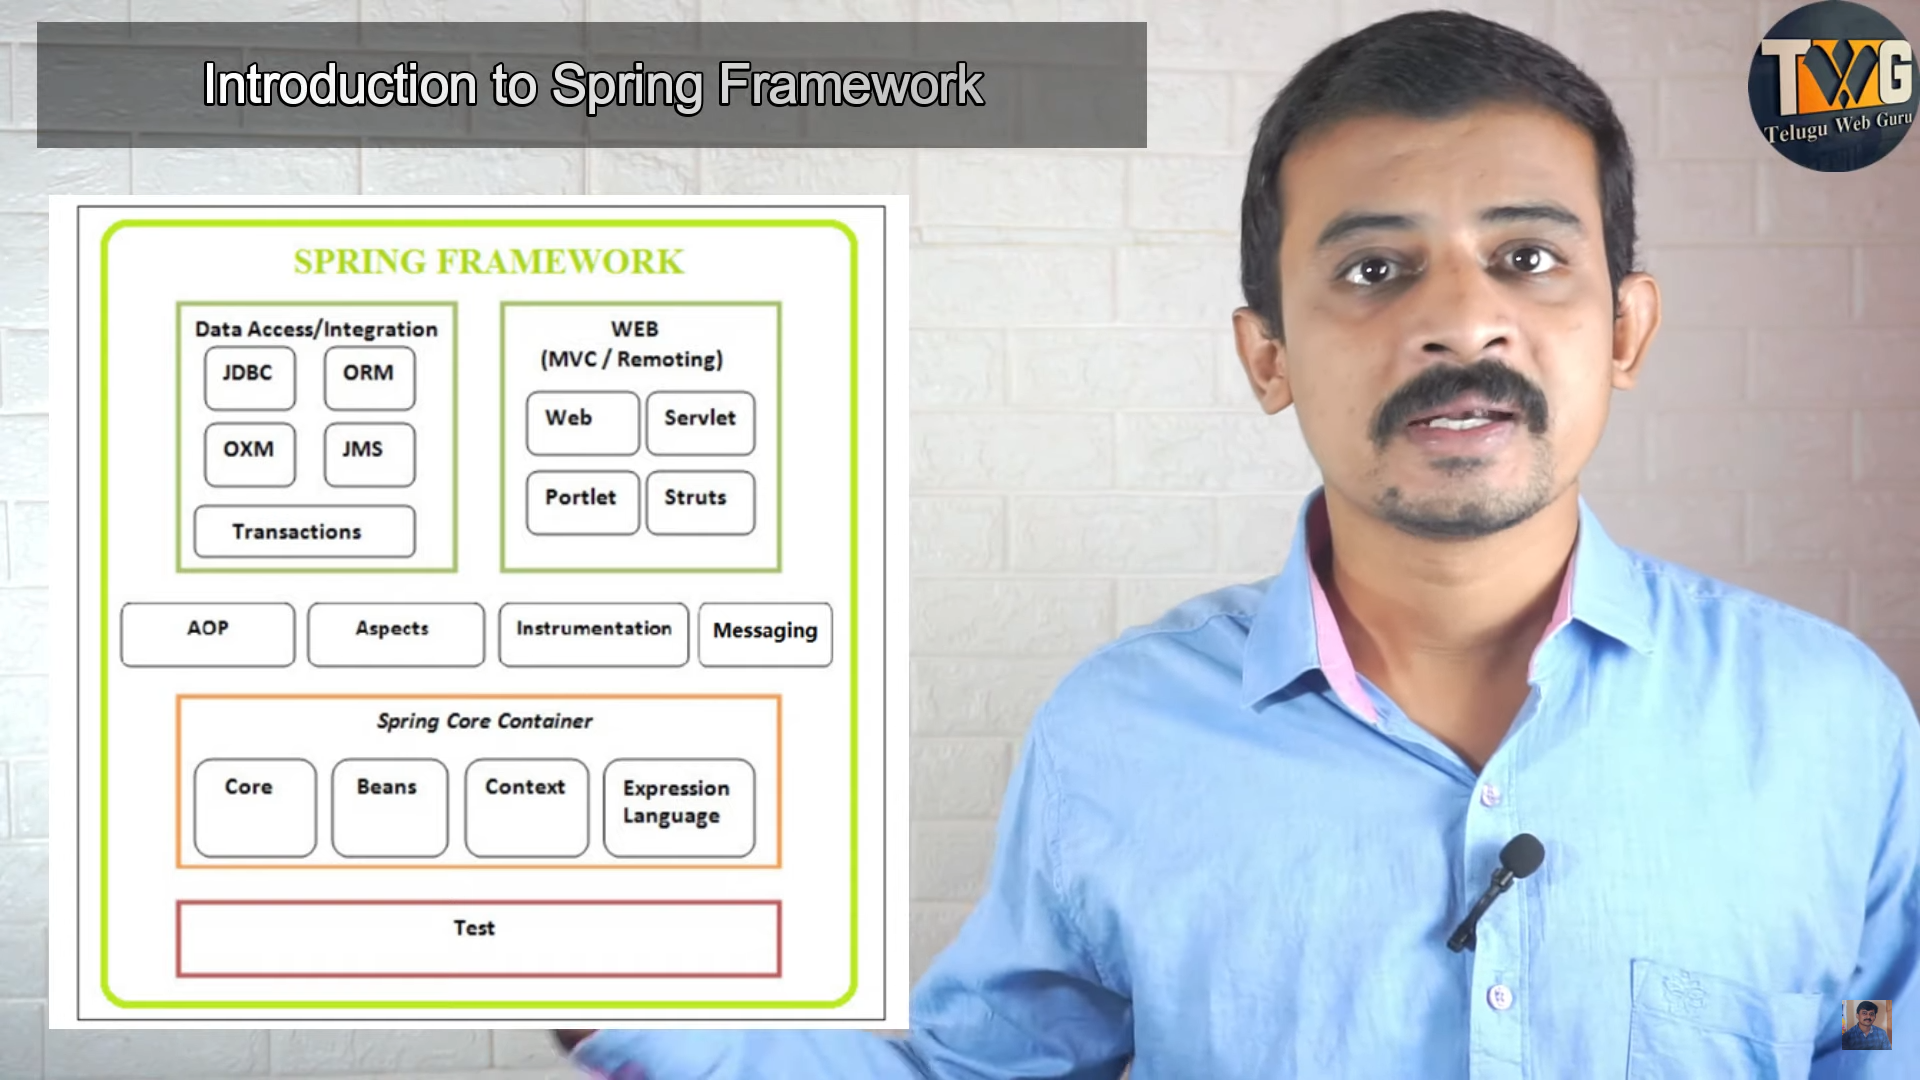 Introduction to Spring Framework
TWG
Telugu Web Guru
SPRING FRAMEWORK
Data Access/Integration
JDBC
ORM
OXM
JMS
Transactions
WEB
(MVC / Remoting)
Web
Servlet
Portlet
Struts
AOP
Aspects
Instrumentation
Messaging
Spring Core Container
Core
Beans
Context
Expression
Language
Test